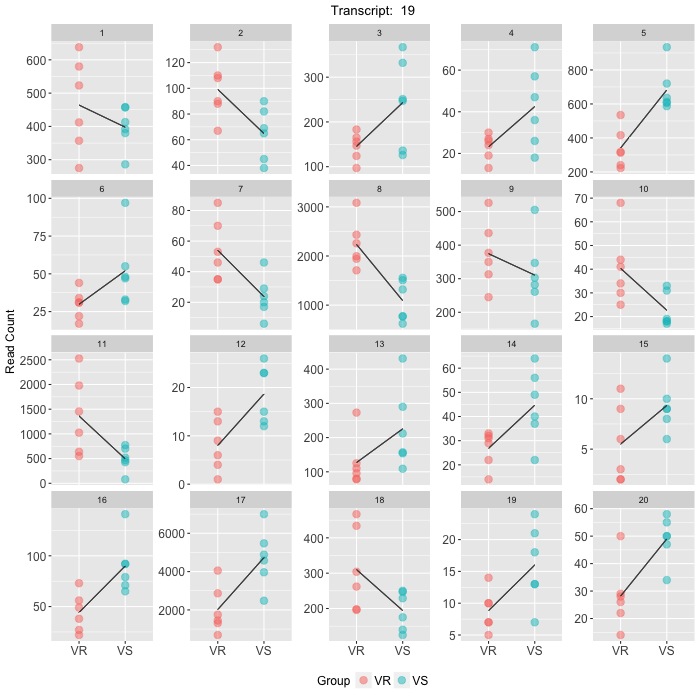 Transcript: 19
1 2 3 4 5
600 500 400 300
120 100 80 60 40
300 200 100
60 40 20
800 600 400 200
6 7 8 9 10
100 75 50 25
80 60 40 20
3000 2000 1000
500 400 300 200
70 60 50 40 30 20
Read Count
11 12 13 14 15
2500 2000 1500 1000 500 0
20 10 0
400 300 200 100
60 50 40 30 20
10 5
16 17 18 19 20
100 50
6000 4000 2000
400 300 200
20 15 10 5
60 50 40 30 20
VR VS VR VS VR VS VR VS VR VS
Group VR VS